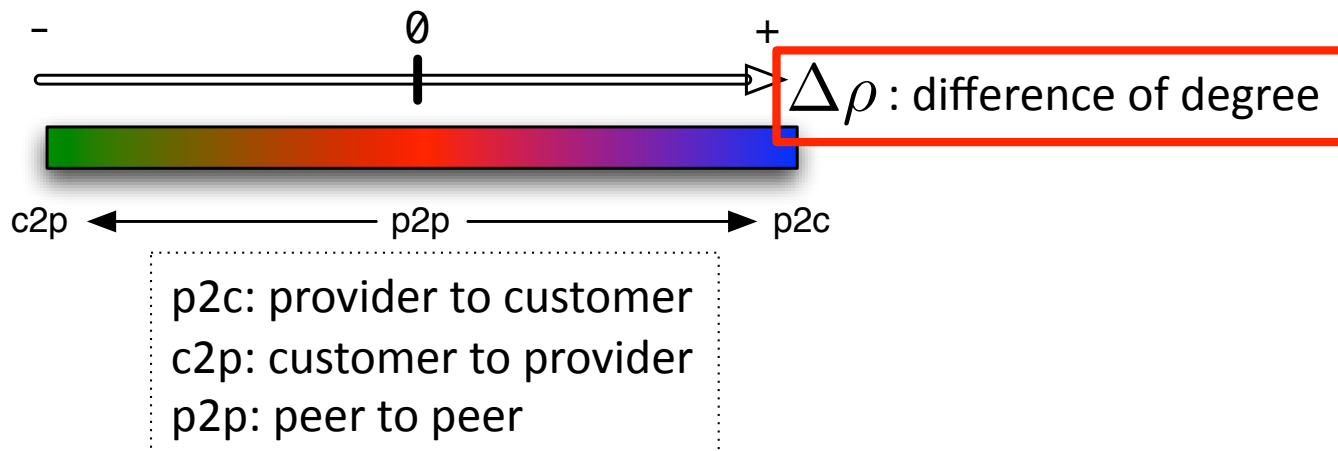 - 0 +
Δρ : difference of degree
c2p p2p p2c
p2c: provider to customer
c2p: customer to provider
p2p: peer to peer